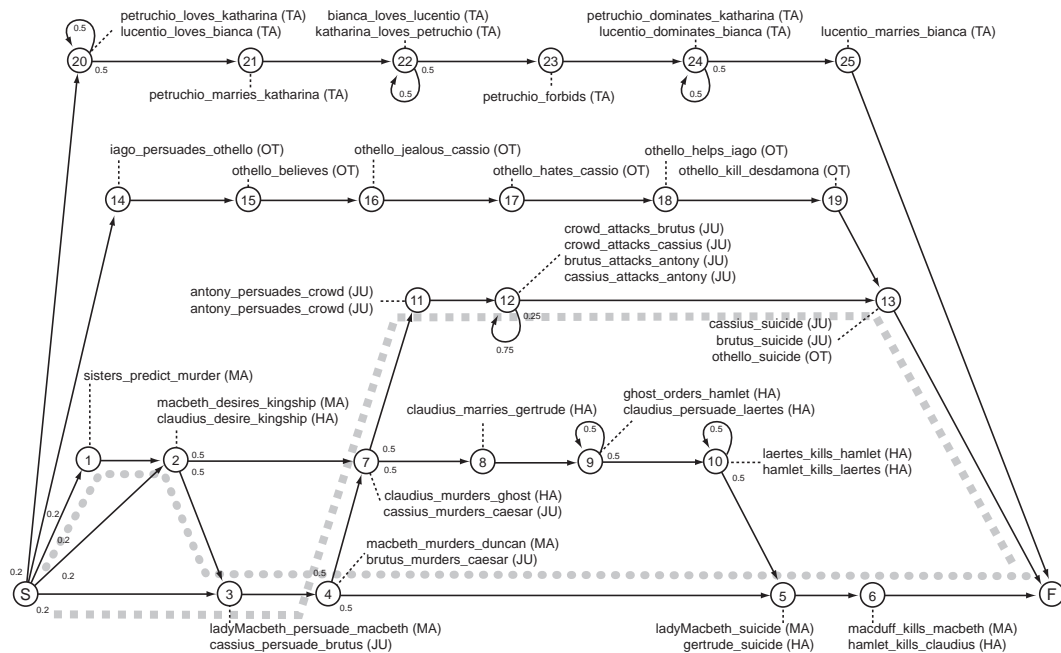 petruchio_loves_katharina (TA)
lucentio_loves_bianca (TA)
bianca_loves_lucentio (TA)
katharina_loves_petruchio (TA)
petruchio_dominates_katharina (TA)
lucentio_dominates_bianca (TA)
lucentio_marries_bianca (TA)
0.5
20
0.5
21
22
0.5
0.5
23
24
0.5
0.5
25
petruchio_marries_katharina (TA)
petruchio_forbids (TA)
iago_persuades_othello (OT)
othello_believes (OT)
othello_jealous_cassio (OT)
othello_hates_cassio (OT)
othello_helps_iago (OT)
othello_kill_desdamona (OT)
14
15
16
17
18
19
crowd_attacks_brutus (JU)
crowd_attacks_cassius (JU)
brutus_attacks_antony (JU)
cassius_attacks_antony (JU)
antony_persuades_crowd (JU)
antony_persuades_crowd (JU)
11
12
0.25
0.75
13
cassius_suicide (JU)
brutus_suicide (JU)
othello_suicide (OT)
sisters_predict_murder (MA)
macbeth_desires_kingship (MA)
claudius_desire_kingship (HA)
claudius_marries_gertrude (HA)
ghost_orders_hamlet (HA)
claudius_persuade_laertes (HA)
1
2
0.5
0.5
7
0.5
0.5
8
0.5
9
0.5
0.5
10
0.5
laertes_kills_hamlet (HA)
hamlet_kills_laertes (HA)
claudius_murders_ghost (HA)
cassius_murders_caesar (JU)
macbeth_murders_duncan (MA)
brutus_murders_caesar (JU)
0.2
0.2
0.2
0.2
0.2
S
3
0.5
4
0.5
5
6
F
ladyMacbeth_persuade_macbeth (MA)
cassius_persuade_brutus (JU)
ladyMacbeth_suicide (MA)
gertrude_suicide (HA)
macduff_kills_macbeth (MA)
hamlet_kills_claudius (HA)